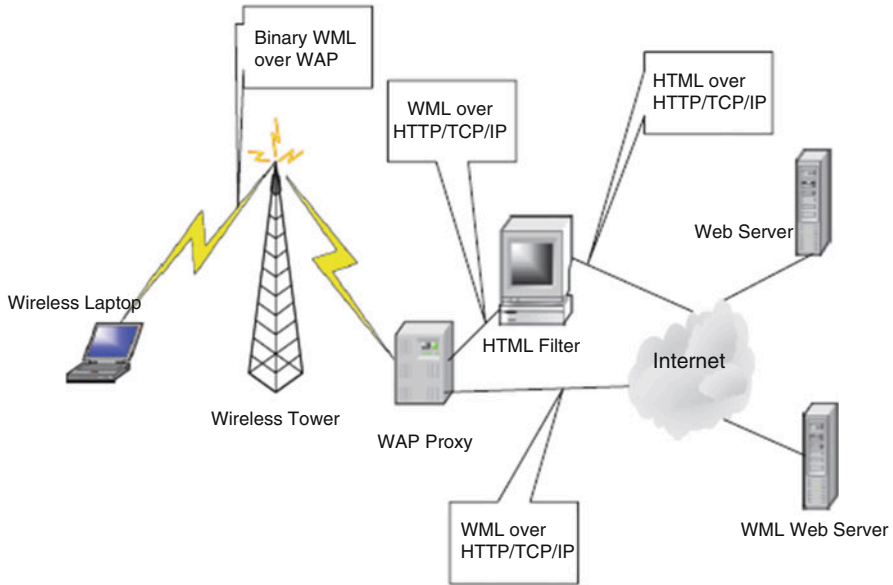 Binary WML
over WAP
WML over
HTTP/TCP/IP
HTML over
HTTP/TCP/IP
Web Server
Wireless Laptop
HTML Filter
Internet
Wireless Tower
WAP Proxy
WML over
HTTP/TCP/IP
WML Web Server